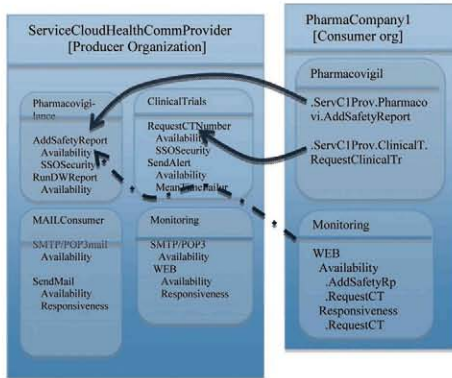 ServiceCloudHealthCommProvider
[Producer Organization]
Pharmacovigi-
lance
AddSafetyReport
Availability
SSOSecurity
RunDWReport
Availability
ClinicalTrials
RequestCTNumber
Availability
SSOSecurity
SendAlert
Availability
MeanTimeFailur
MAILConsumer
SMTP/POP3mail
Availability
SendMail
Availability
Responsiveness
Monitoring
SMTP/POP3
Availability
WEB
Availability
Responsiveness
PharmaCompany1
[Consumer org]
Pharmacovigil
.ServC1Prov.Pharmaco
vi.AddSafetyReport
.ServC1Prov.ClinicalT.
RequestClinicalTr
Monitoring
WEB
Availability
.AddSafetyRp
.RequestCT
Responsiveness
.RequestCT